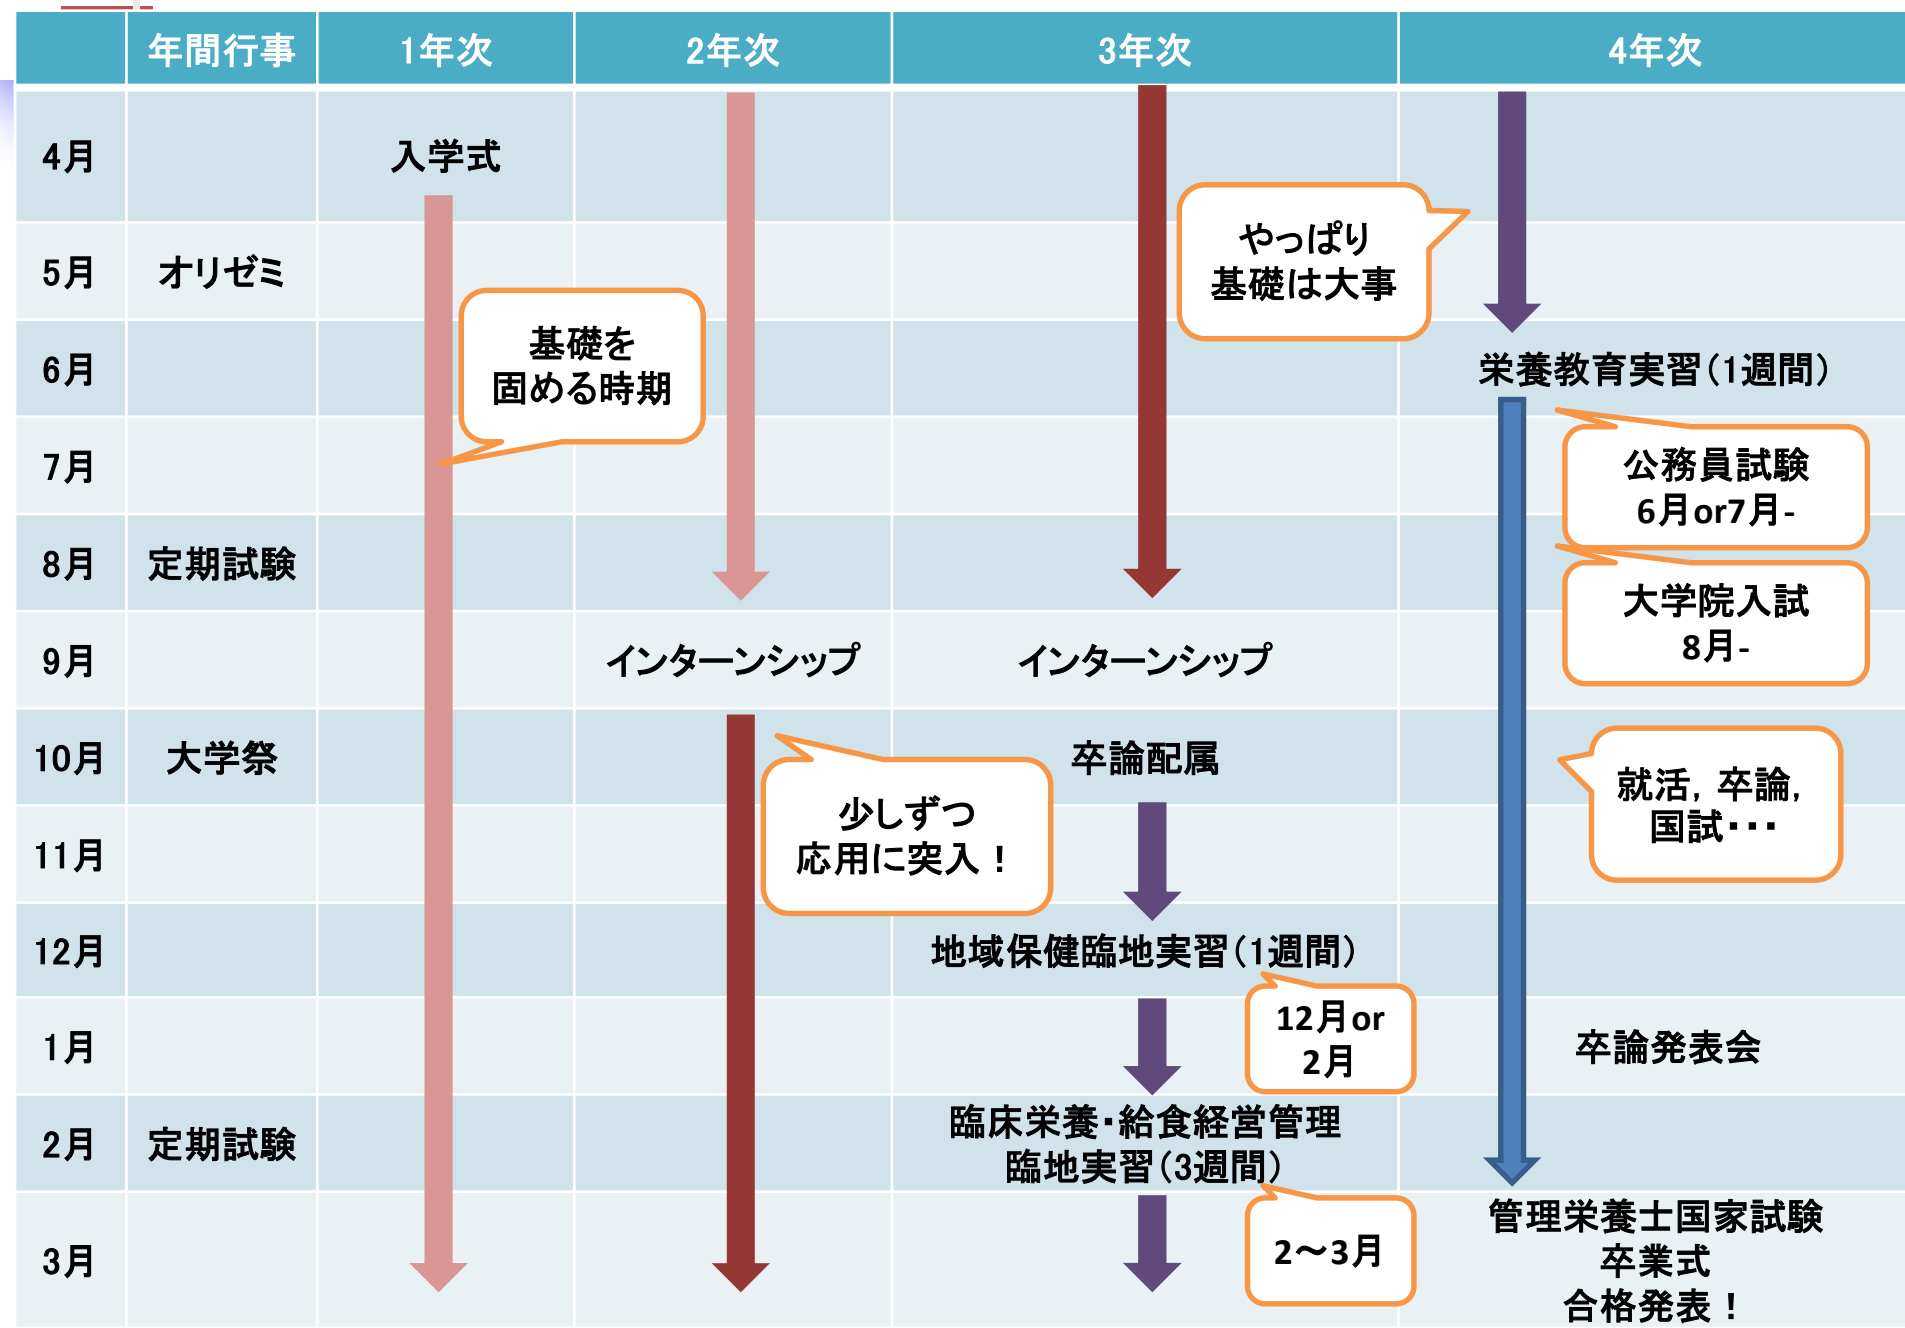 年間行事
1年次
2年次
3年次
4年次
4月
入学式
やっぱり
基礎は大事
5月
オリゼミ
基礎を
固める時期
6月
栄養教育実習(1週間)
7月
公務員試験
6月or7月-
8月
定期試験
大学院入試
8月-
9月
インターンシップ
インターンシップ
10月
大学祭
少しずつ
応用に突入！
卒論配属
就活，卒論，
国試・・・
11月
12月
地域保健臨地実習(1週間)
12月or
2月
1月
卒論発表会
2月
定期試験
臨床栄養・給食経営管理
臨地実習(3週間)
3月
2～3月
管理栄養士国家試験
卒業式
合格発表！